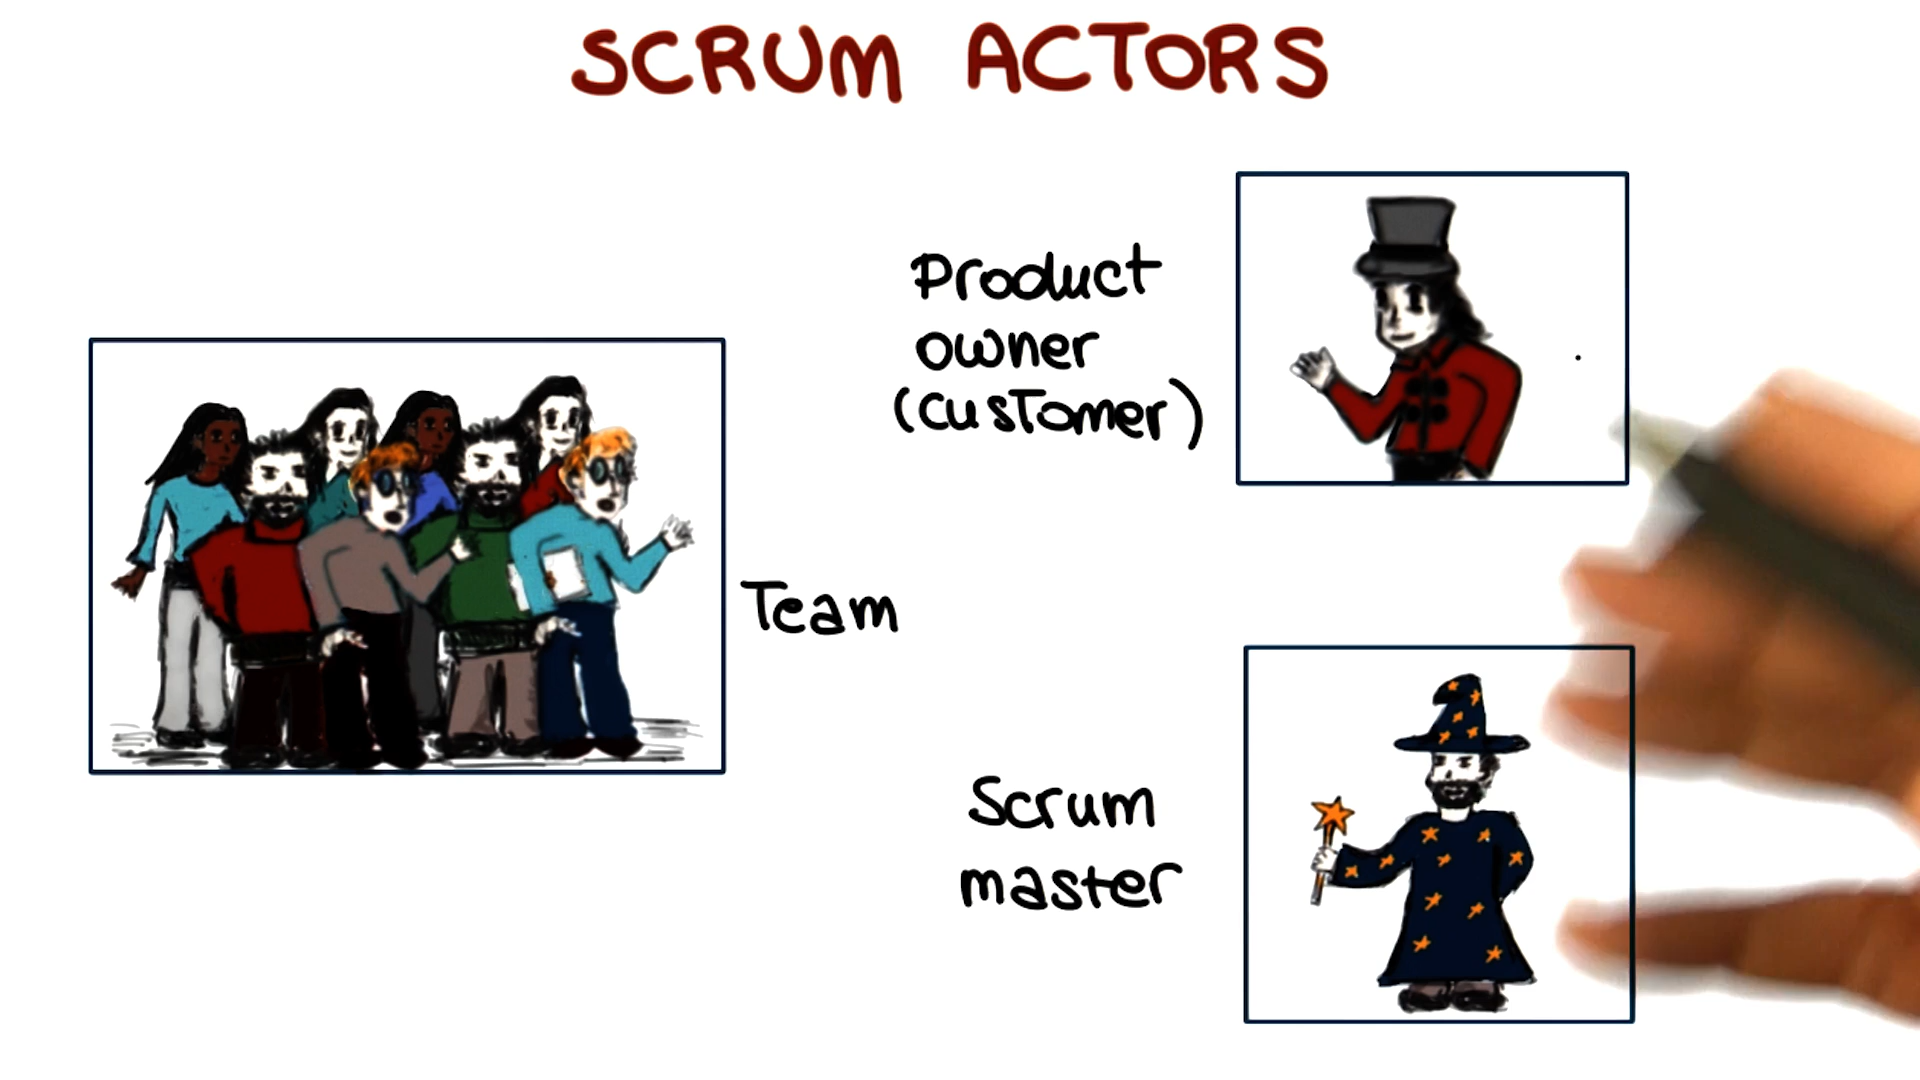 SCRUM ACTORS
Product
owner
(customer)
Team
Scrum
master